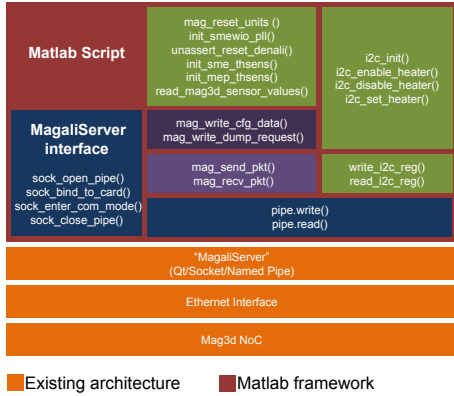 Matlab Script
mag_reset_units ()
init_smewio_pll()
unassert_reset_denali()
init_sme_thsens()
init_mep_thsens()
read_mag3d_sensor_values()
i2c_init()
i2c_enable_heater()
i2c_disable_heater()
i2c_set_heater()
MagaliServer
interface
sock_open_pipe()
sock_bind_to_card()
sock_enter_com_mode()
sock_close_pipe()
mag_write_cfg_data()
mag_write_dump_request()
mag_send_pkt()
mag_recv_pkt()
write_i2c_reg()
read_i2c_reg()
pipe.write()
pipe.read()
“MagaliServer”
(Qt/Socket/Named Pipe)
Ethernet Interface
Mag3d NoC
Existing architecture
Matlab framework